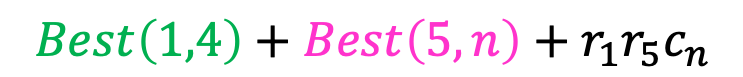 Best(1,4) + Best(5,n) + r₁r₅cₙ